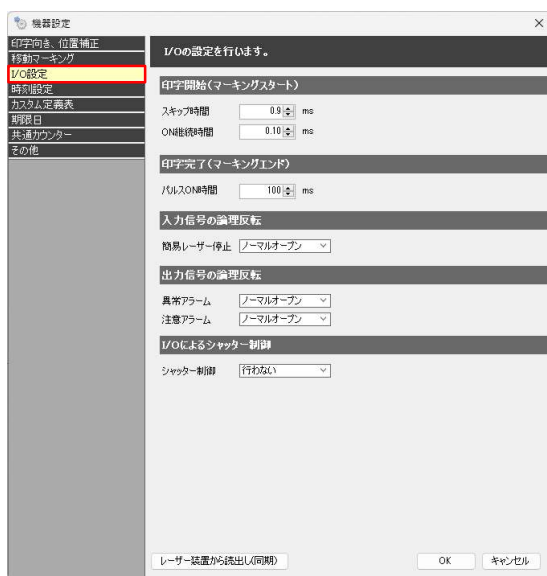 機器設定
印字向き、位置補正
移動マーキング
I/O設定
時刻設定
カスタム定義表
期限日
共通カウンター
その他
I/Oの設定を行います。
印字開始(マーキングスタート)
スキップ時間 0.9 ms
ON継続時間 0.10 ms
印字完了(マーキングエンド)
パルスON時間 100 ms
入力信号の論理反転
簡易レーザー停止 ノーマルオープン
出力信号の論理反転
異常アラーム ノーマルオープン
注意アラーム ノーマルオープン
I/Oによるシャッター制御
シャッター制御 行わない
レーザー装置から読出し(同期) OK キャンセル